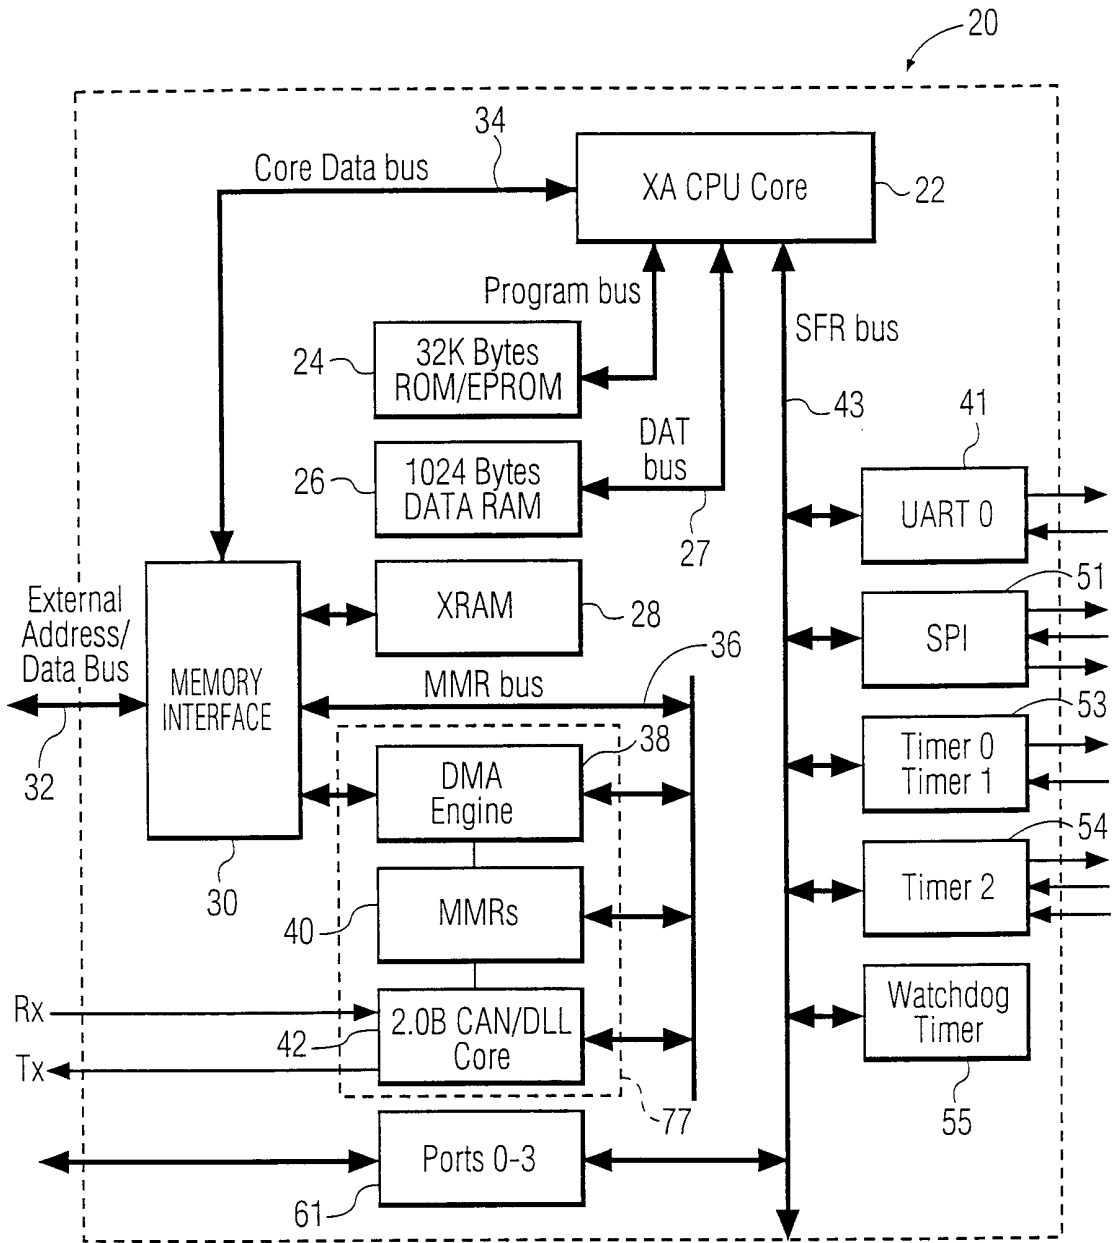 20
34
Core Data bus
XA CPU Core
22
Program bus
SFR bus
24
32K Bytes
ROM/EPROM
43
41
DAT
bus
26
1024 Bytes
DATA RAM
27
UART 0
51
External
Address/
Data Bus
XRAM
28
SPI
36
MEMORY
INTERFACE
MMR bus
53
32
38
DMA
Engine
Timer 0
Timer 1
54
30
40
MMRs
Timer 2
Rx
42
2.0B CAN/DLL
Core
Watchdog
Timer
Tx
77
55
Ports 0-3
61